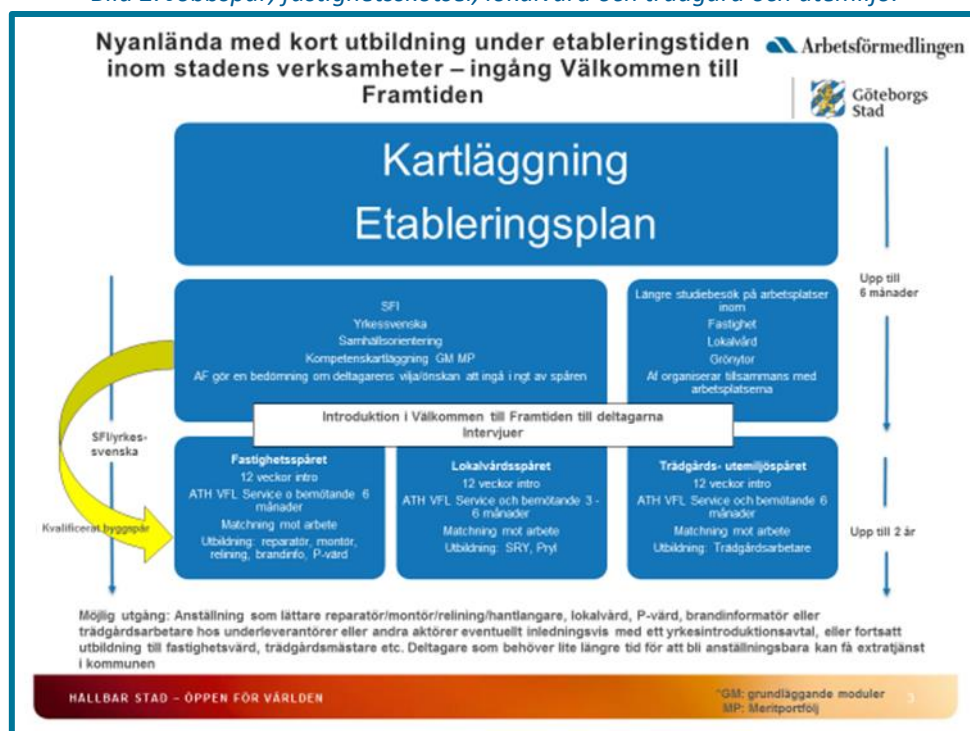 Nyanlända med kort utbildning under etableringstiden
inom stadens verksamheter – ingång Välkommen till
Framtiden
Arbetsförmedlingen
Göteborgs
Stad
Kartläggning
Etableringsplan
Upp till
6 månader
SFI
Yrkessvenska
Samhällsorientering
Kompetenskartläggning GM MP
AF gör en bedömning om deltagarens vilja/önskan att ingå i ngt av spåren
Längre studiebesök på arbetsplatser
inom
Fastighet
Lokalvård
Grönytor
Af organiserar tillsammans med
arbetsplatserna
Introduktion i Välkommen till Framtiden till deltagarna
Intervjuer
SFI/yrkes-
svenska
Kvalificerat byggspår
Fastighetsspåret
12 veckor intro
ATH VFL Service o bemötande 6
månader
Matchning mot arbete
Utbildning: reparatör, montör,
relining, brandinfo, P-värd
Lokalvårdsspåret
12 veckor intro
ATH VFL Service och bemötande 3 -
6 månader
Matchning mot arbete
Utbildning: SRY, Pryl
Trädgårds- utemiljöspåret
12 veckor intro
ATH VFL Service och bemötande 6
månader
Matchning mot arbete
Utbildning: Trädgårdsarbetare
Upp till 2 år
Möjlig utgång: Anställning som lättare reparatör/montör/relining/hantlangare, lokalvård, P-värd, brandinformatör eller
trädgårdsarbetare hos underleverantörer eller andra aktörer eventuellt inledningsvis med ett yrkesintroduktionsavtal, eller fortsatt
utbildning till fastighetsvärd, trädgårdsmästare etc. Deltagare som behöver lite längre tid för att bli anställningsbara kan få extratjänst
i kommunen
HÅLLBAR STAD – ÖPPEN FÖR VÄRLDEN
*GM: grundläggande moduler
MP: Meritportfölj
3